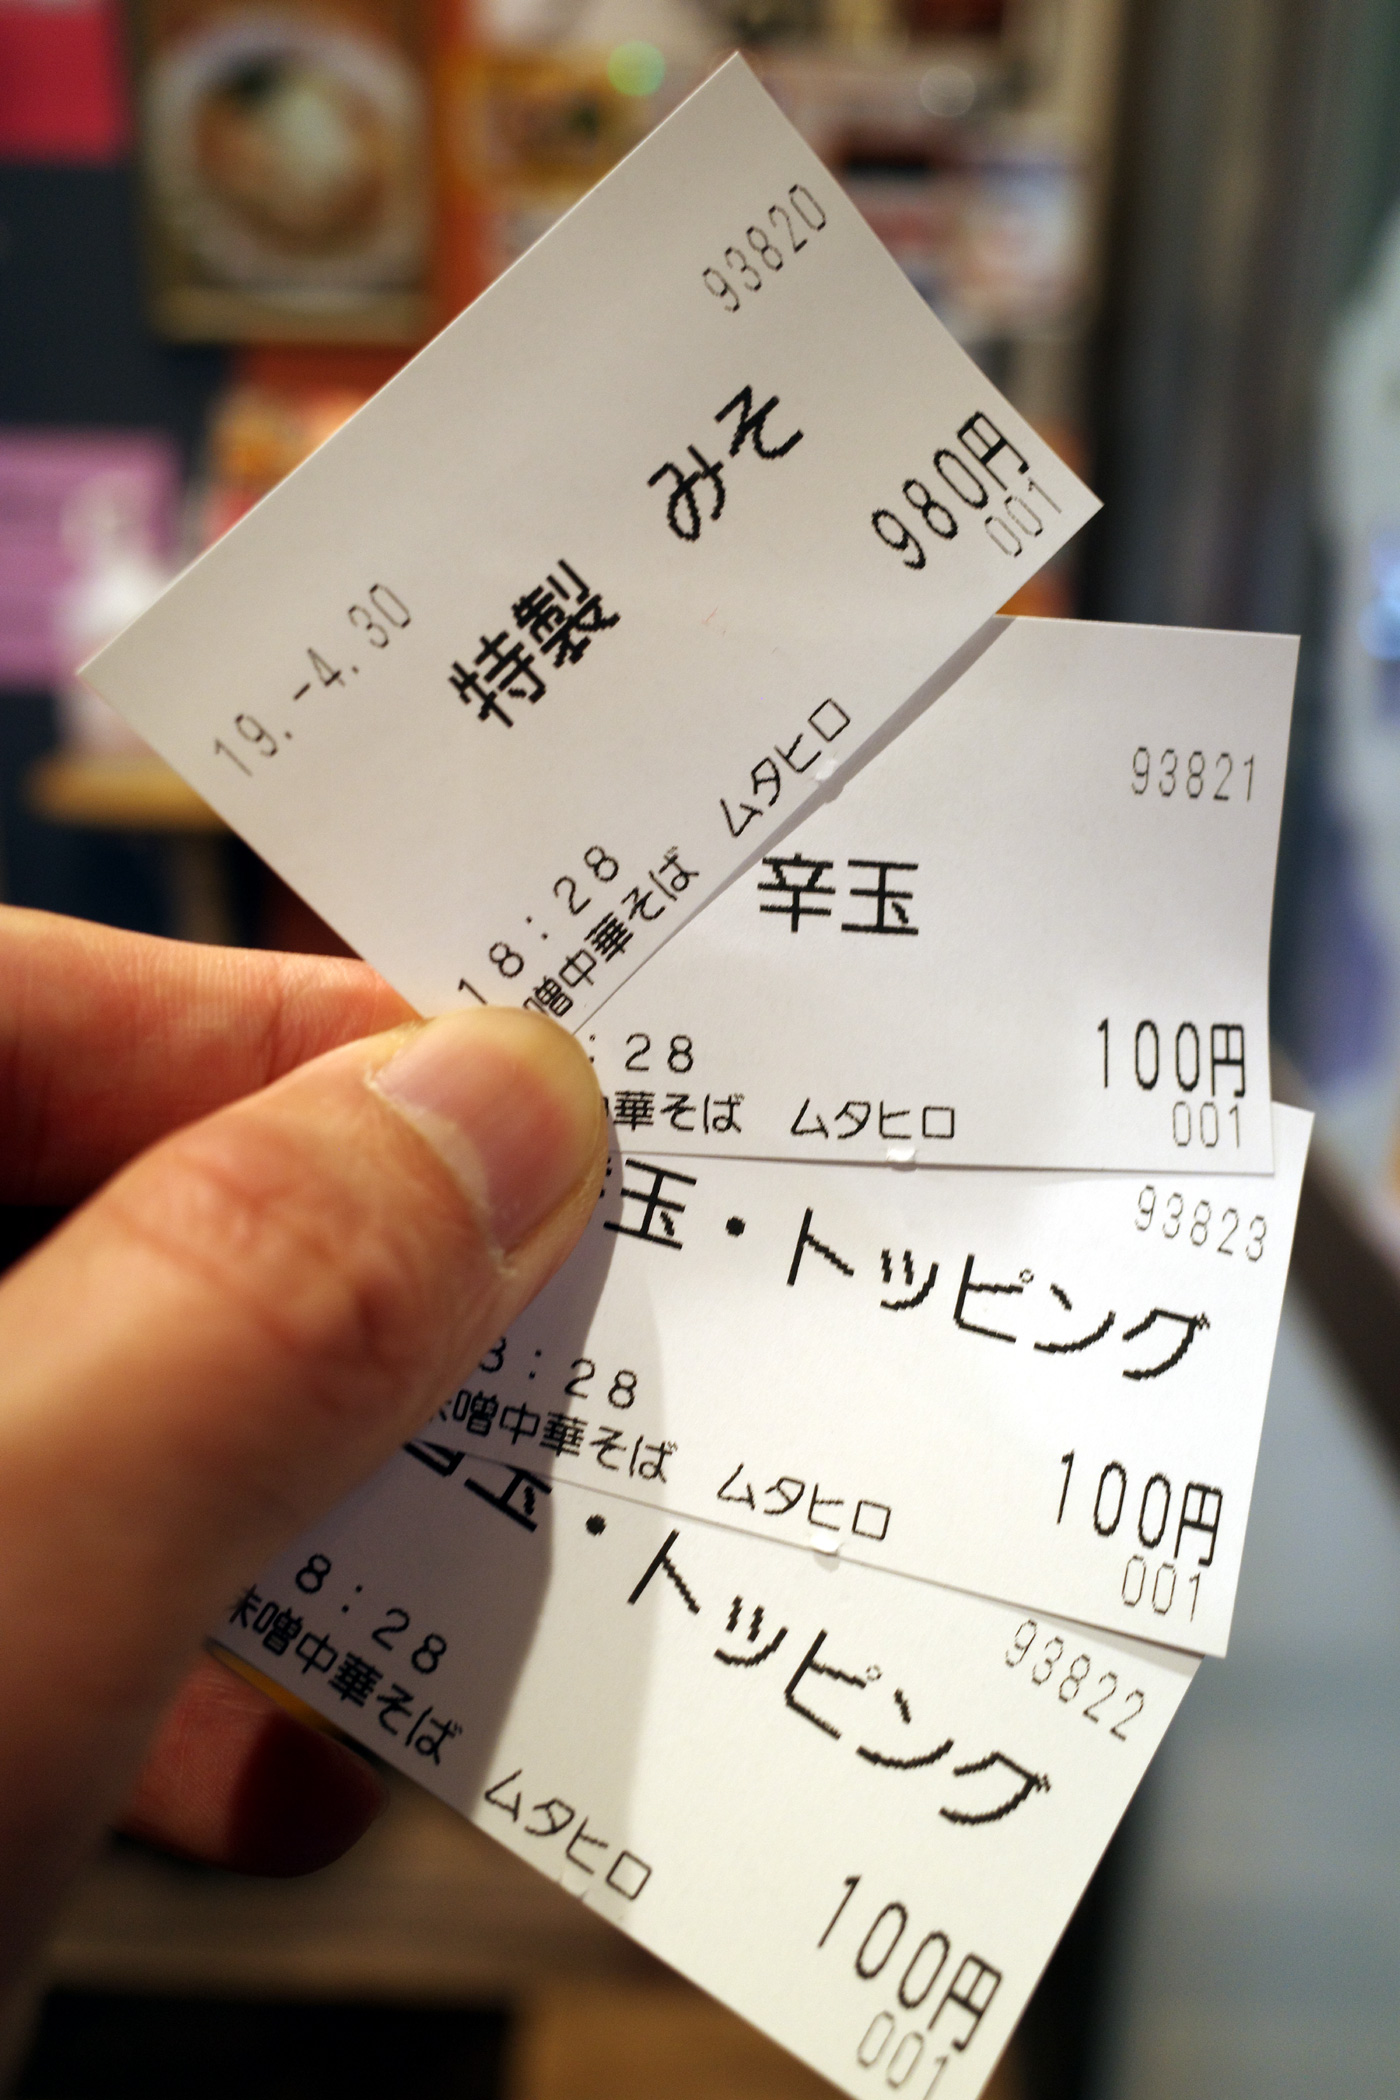 93820
特製 みそ
980円
001
19.-4.30
18:28
噌中華そば ムタヒロ
93821
辛玉
100円
001
:28
華そば ムタヒロ
93823
玉・トッピング
100円
001
:28
味噌中華そば ムタヒロ
93822
玉・トッピング
100円
001
8:28
味噌中華そば ムタヒロ